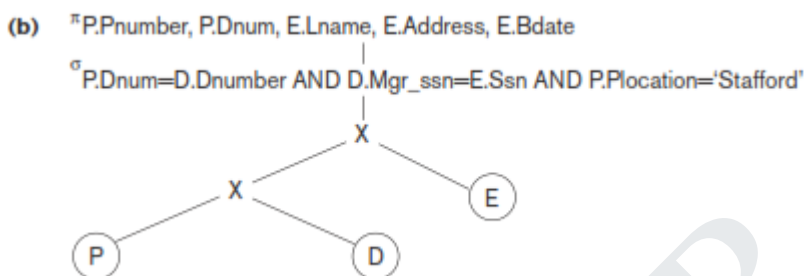 (b) πP.Pnumber, P.Dnum, E.Lname, E.Address, E.Bdate
σP.Dnum=D.Dnumber AND D.Mgr_ssn=E.Ssn AND P.Plocation=‘Stafford’
X
X
E
P
D